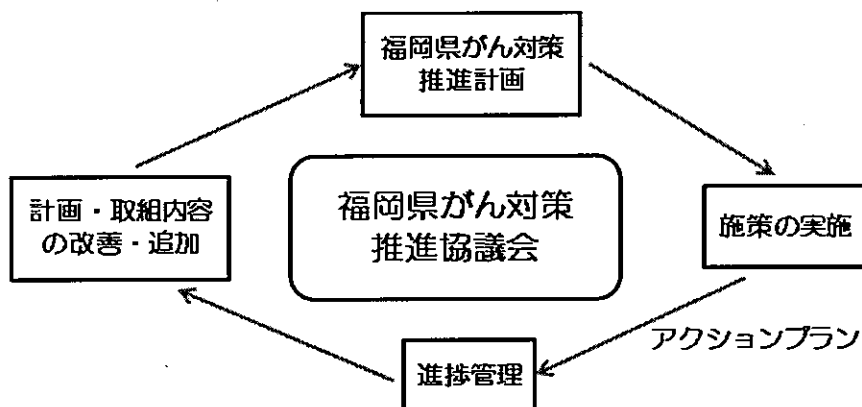 福岡県がん対策
推進計画
計画・取組内容
の改善・追加
福岡県がん対策
推進協議会
施策の実施
アクションプラン
進捗管理